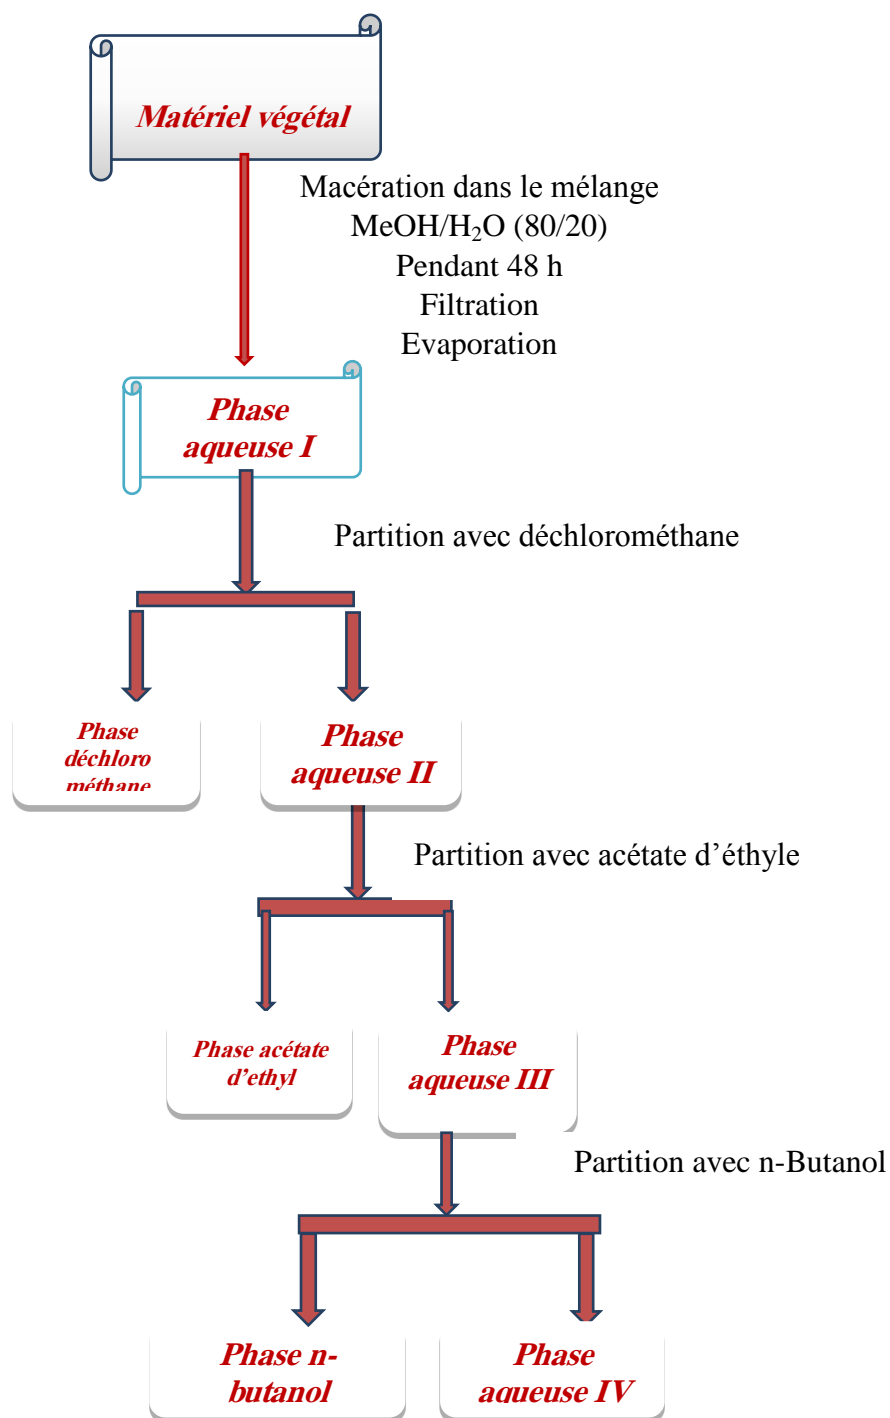 Matériel végétal
Macération dans le mélange
MeOH/H₂O (80/20)
Pendant 48 h
Filtration
Evaporation
Phase
aqueuse I
Partition avec déchlorométhane
Phase
déchloro
méthane
Phase
aqueuse II
Partition avec acétate d’éthyle
Phase acétate
d’ethyl
Phase
aqueuse III
Partition avec n-Butanol
Phase n-
butanol
Phase
aqueuse IV